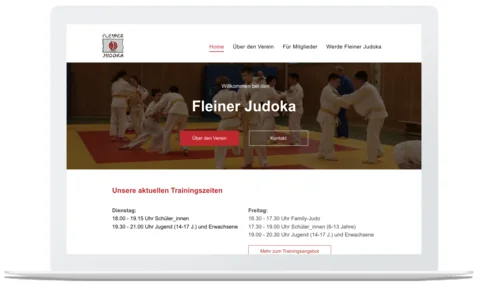 FLEINER
JUDOKA
Home Über den Verein Für Mitglieder Werde Fleiner Judoka
Willkommen bei den
Fleiner Judoka
Über den Verein Kontakt
Unsere aktuellen Trainingszeiten
Dienstag:
18.00 - 19.15 Uhr Schüler_innen
19.30 - 21.00 Uhr Jugend (14-17 J.) und Erwachsene
Freitag:
16.30 - 17.30 Uhr Family-Judo
17.30 - 19.00 Uhr Schüler_innen (6-13 Jahre)
19.00 - 20.30 Uhr Jugend (14-17 J.) und Erwachsene
Mehr zum Trainingsangebot